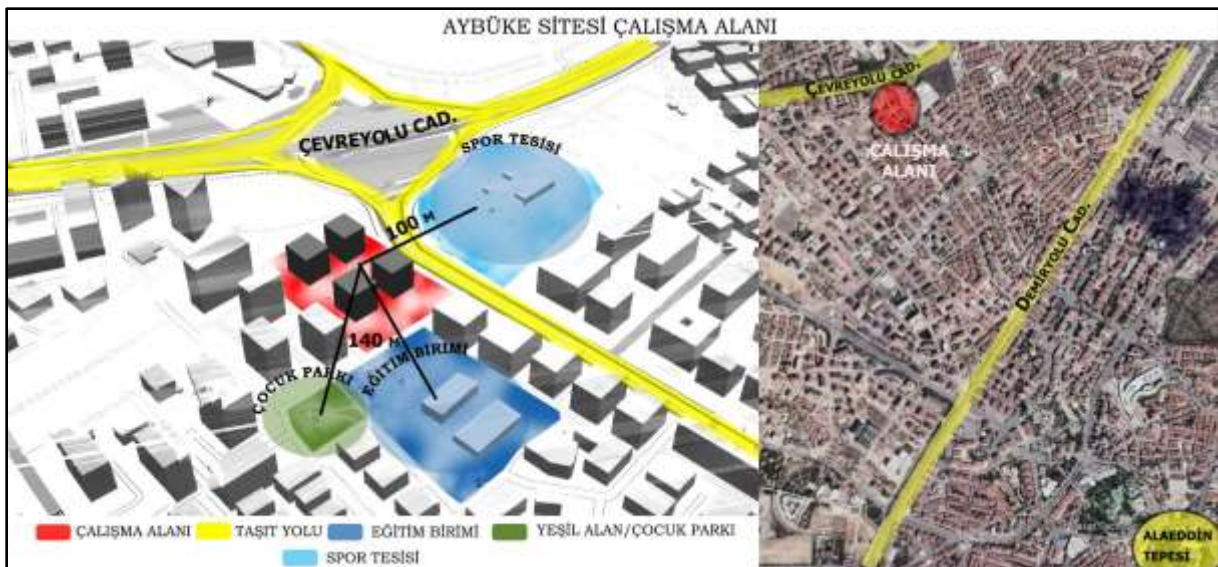 AYBÜKE SİTESİ ÇALIŞMA ALANI
ÇEVREYOLU CAD.
SPOR TESİSİ
100 M
140 M
EĞİTİM BİRİMİ
ÇOCUK PARKI
ÇALIŞMA ALANI
TAŞIT YOLU
EĞİTİM BİRİMİ
YEŞİL ALAN/ÇOCUK PARKI
SPOR TESİSİ
ÇEVREYOLU CAD.
ÇALIŞMA
ALANI
DEMİRYOLU CAD.
ALAEDDİN
TEPESİ